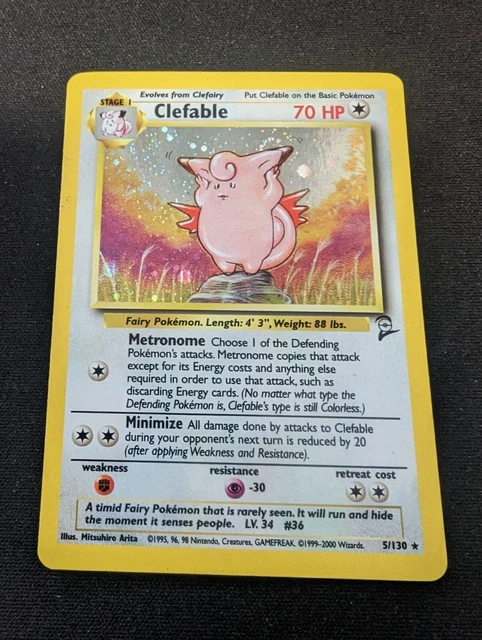 Evolves from Clefairy Put Clefable on the Basic Pokémon
STAGE 1
Clefable 70 HP
Fairy Pokémon. Length: 4' 3", Weight: 88 lbs.
Metronome Choose 1 of the Defending
Pokémon's attacks. Metronome copies that attack
except for its Energy costs and anything else
required in order to use that attack, such as
discarding Energy cards. (No matter what type the
Defending Pokémon is, Clefable's type is still Colorless.)
Minimize All damage done by attacks to Clefable
during your opponent's next turn is reduced by 20
(after applying Weakness and Resistance).
weakness resistance retreat cost
-30
A timid Fairy Pokémon that is rarely seen. It will run and hide
the moment it senses people. LV. 34 #36
Illus. Mitsuhiro Arita ©1995, 96, 98 Nintendo, Creatures, GAMEFREAK. ©1999-2000 Wizards. 5/130 ★